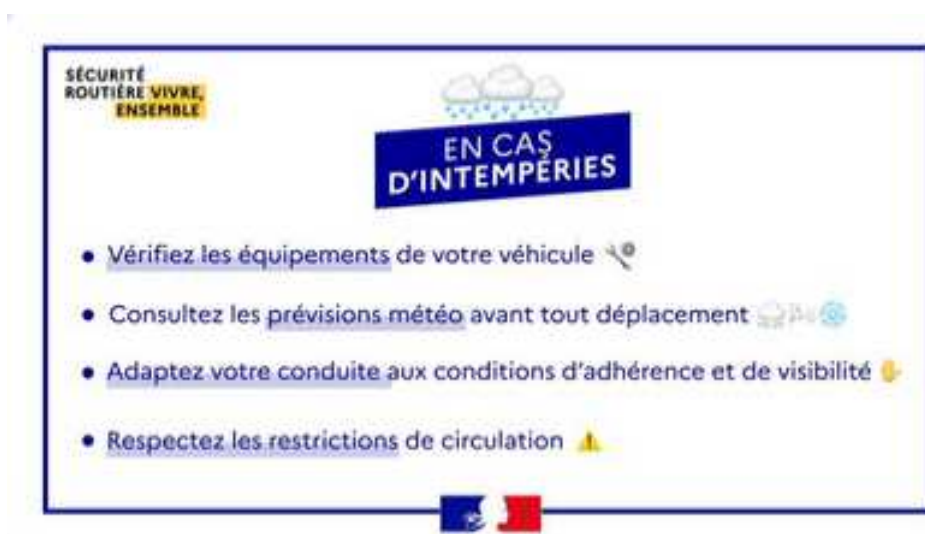 SÉCURITÉ
ROUTIÈRE VIVRE,
ENSEMBLE
EN CAS
D'INTEMPÉRIES
• Vérifiez les équipements de votre véhicule
• Consultez les prévisions météo avant tout déplacement
• Adaptez votre conduite aux conditions d'adhérence et de visibilité
• Respectez les restrictions de circulation